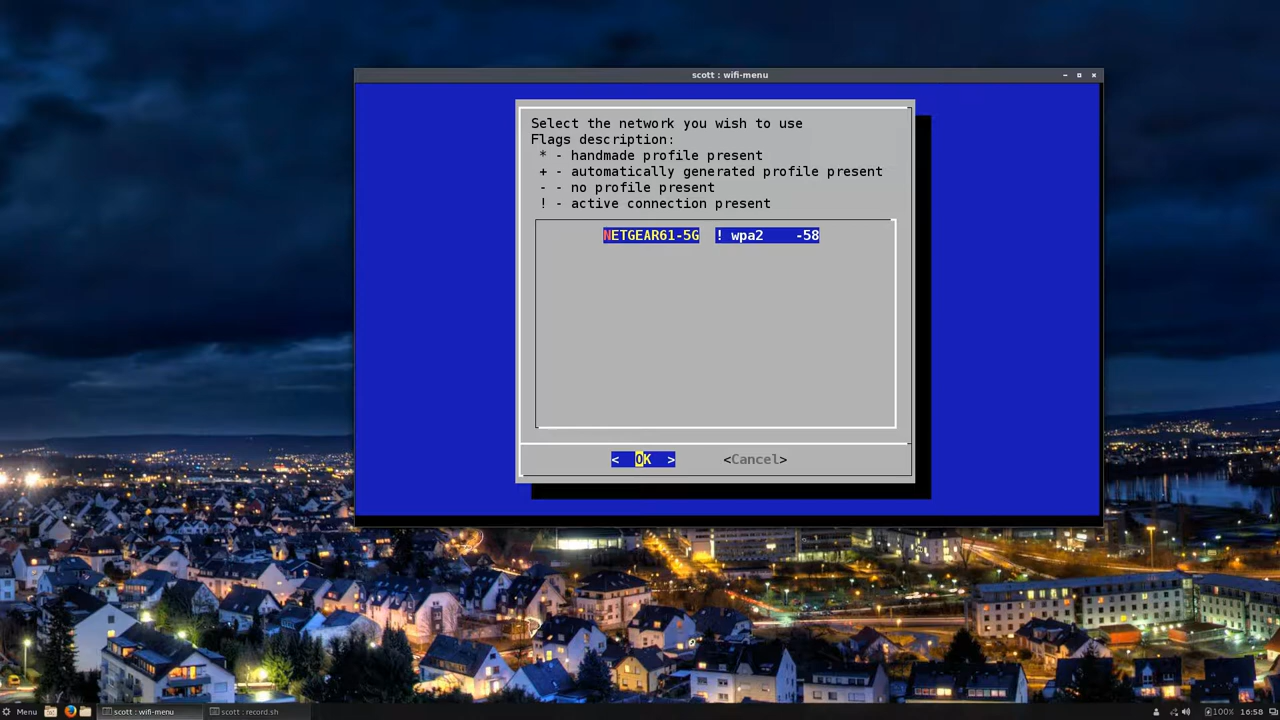 scott : wifi-menu
Select the network you wish to use
Flags description:
* - handmade profile present
+ - automatically generated profile present
- - no profile present
! - active connection present
NETGEAR61-5G ! wpa2 -58
< OK > <Cancel>
Menu scott : wifi-menu scott : record.sh 100% 16:58